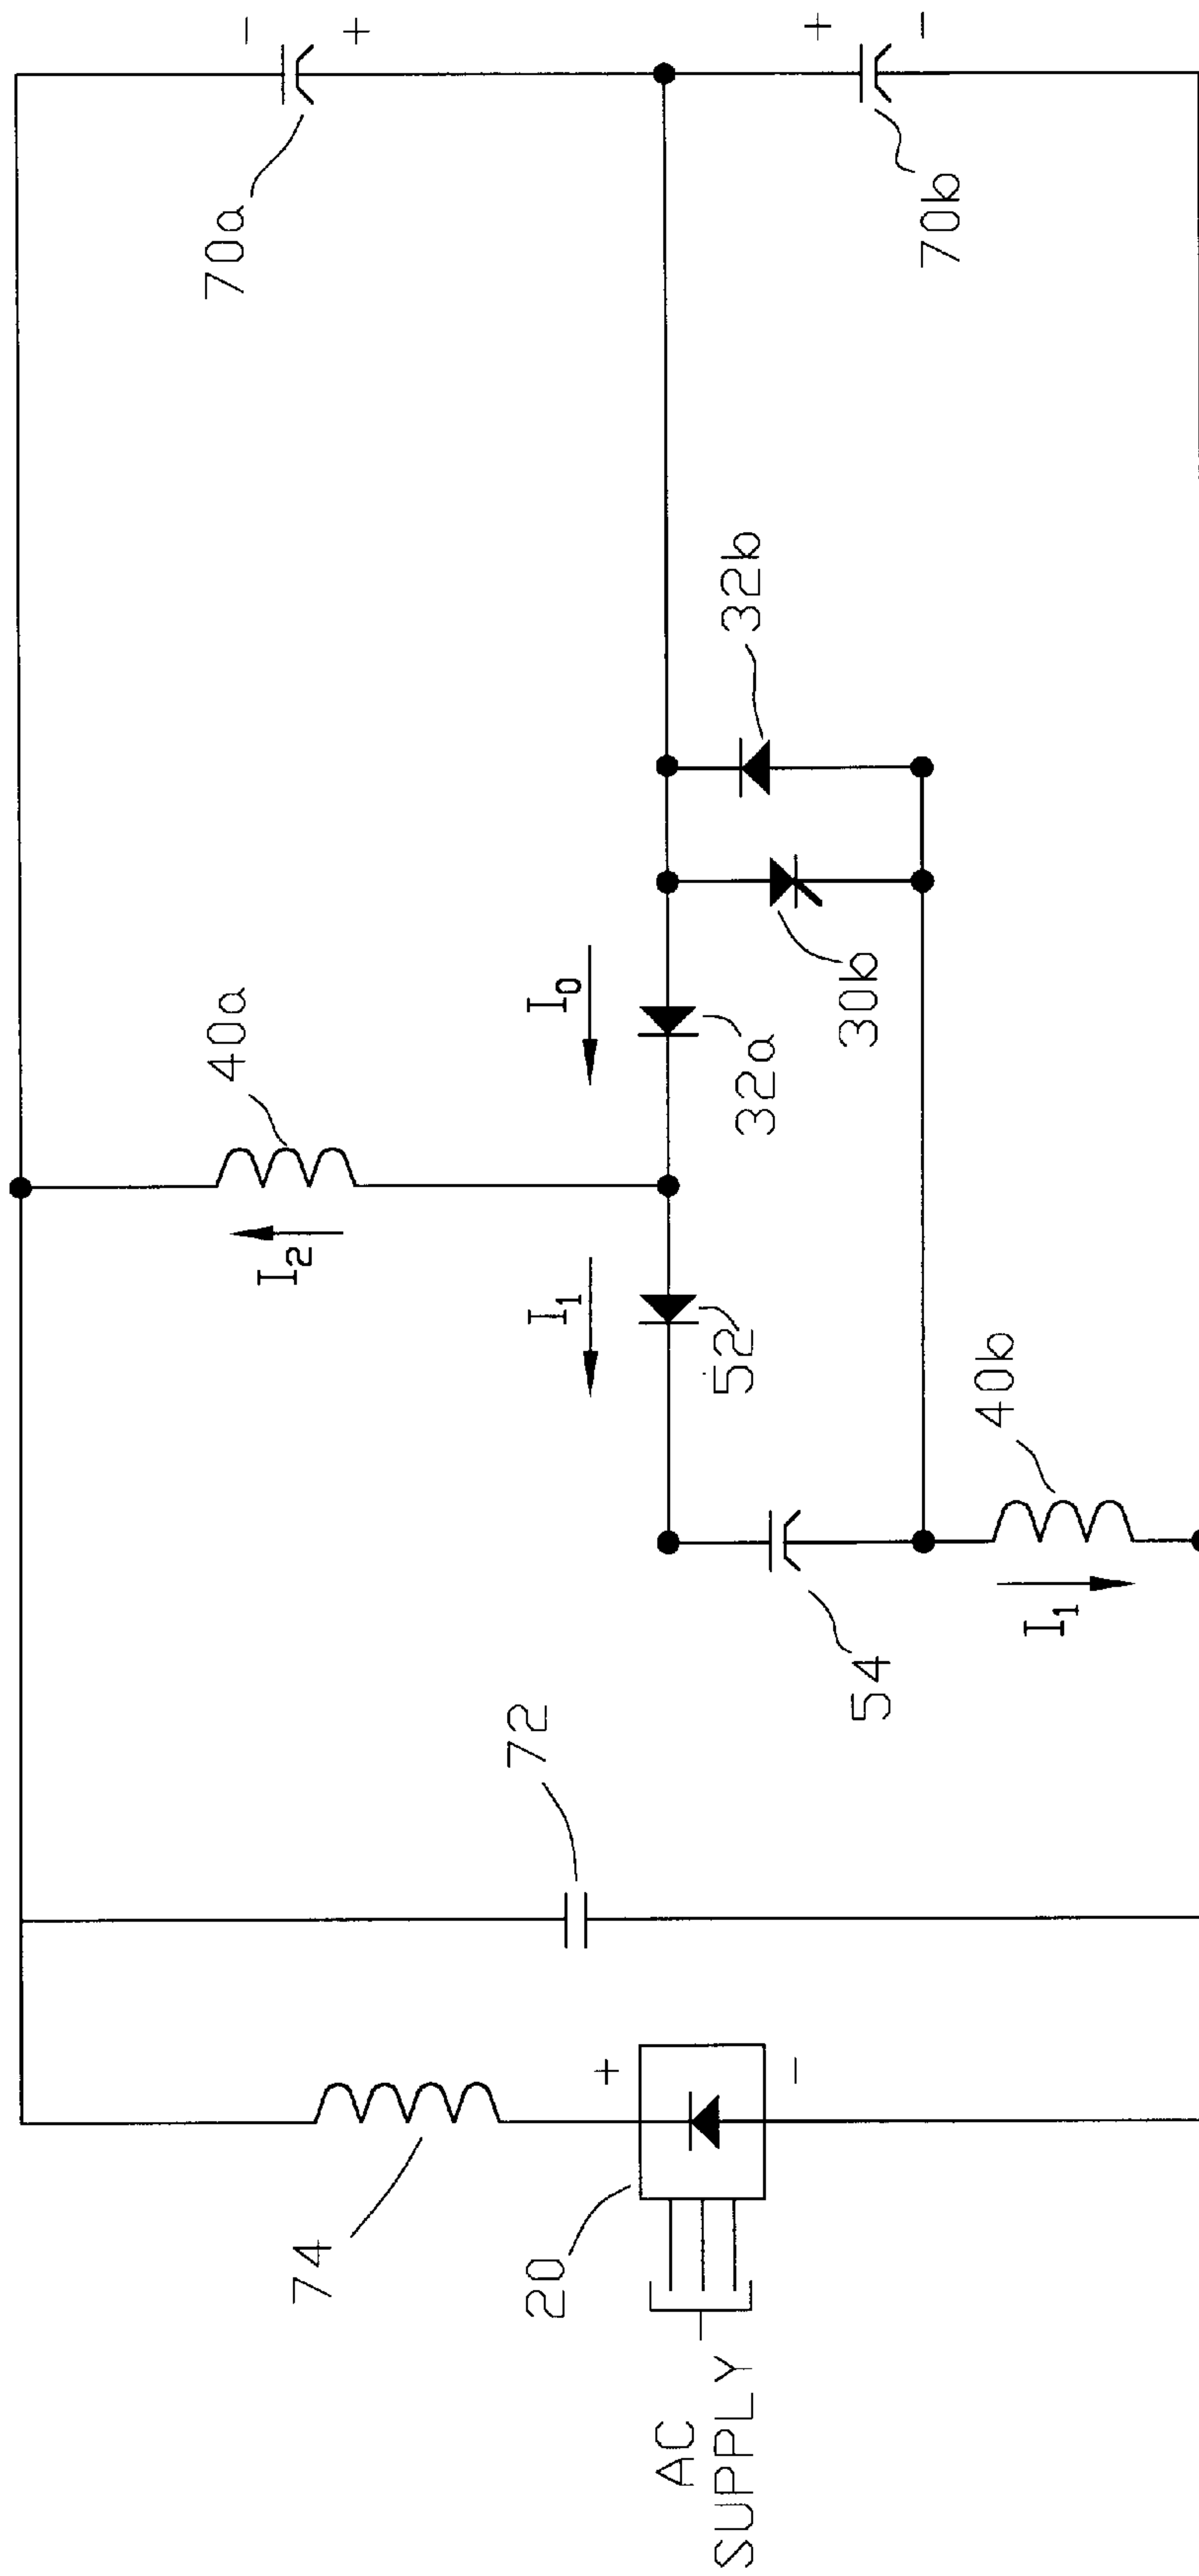 70a
−
+
+
−
70b
40a
I2
I0
I1
32a
32b
30b
52
40b
I1
54
72
74
20
+
−
AC
SUPPLY